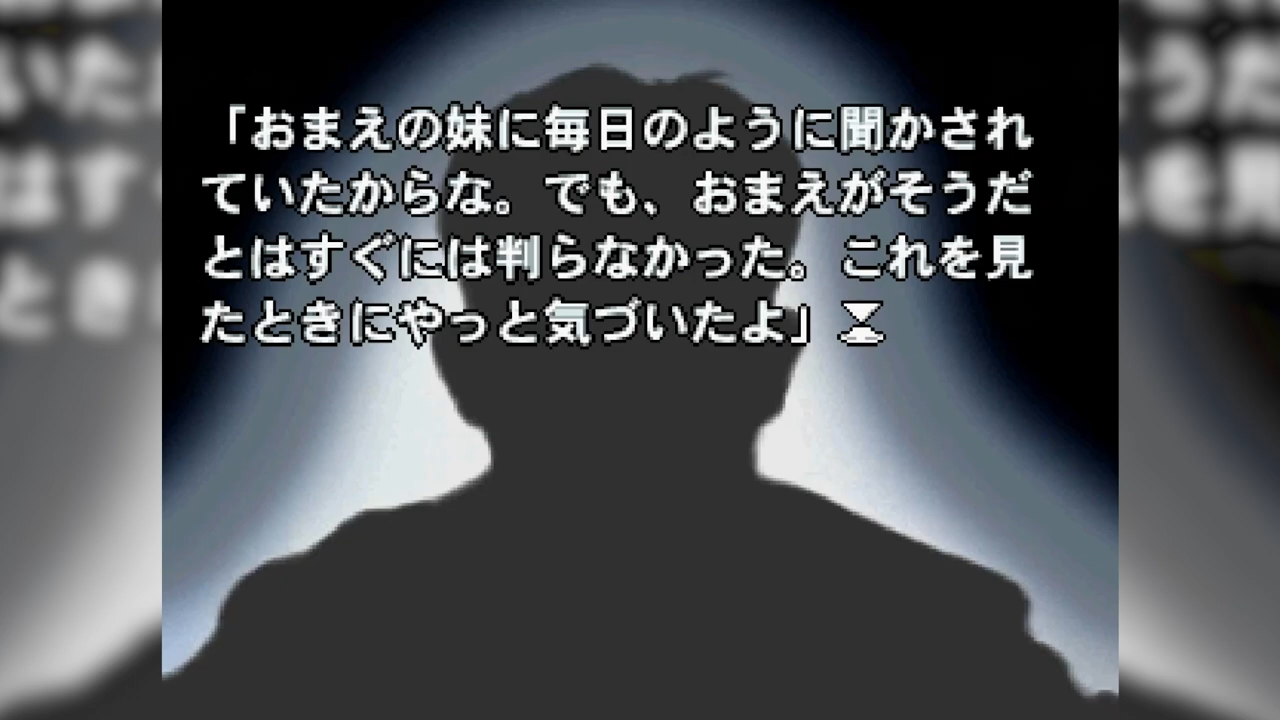 「おまえの妹に毎日のように聞かされ
ていたからな。でも、おまえがそうだ
とはすぐには判らなかった。これを見
たときにやっと気づいたよ」